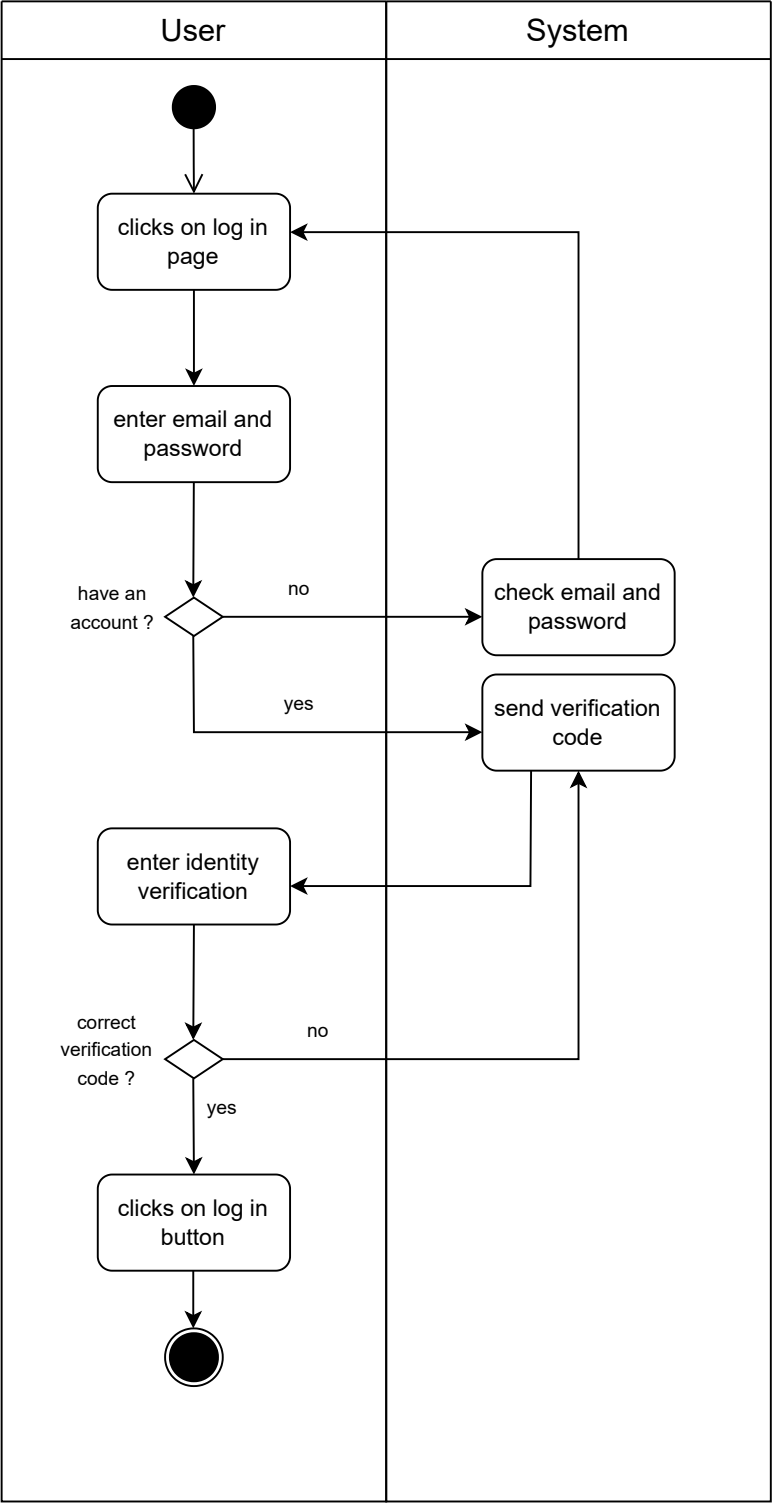 User
System
clicks on log in
page
enter email and
password
have an
account ?
no
check email and
password
yes
send verification
code
enter identity
verification
correct
verification
code ?
no
yes
clicks on log in
button